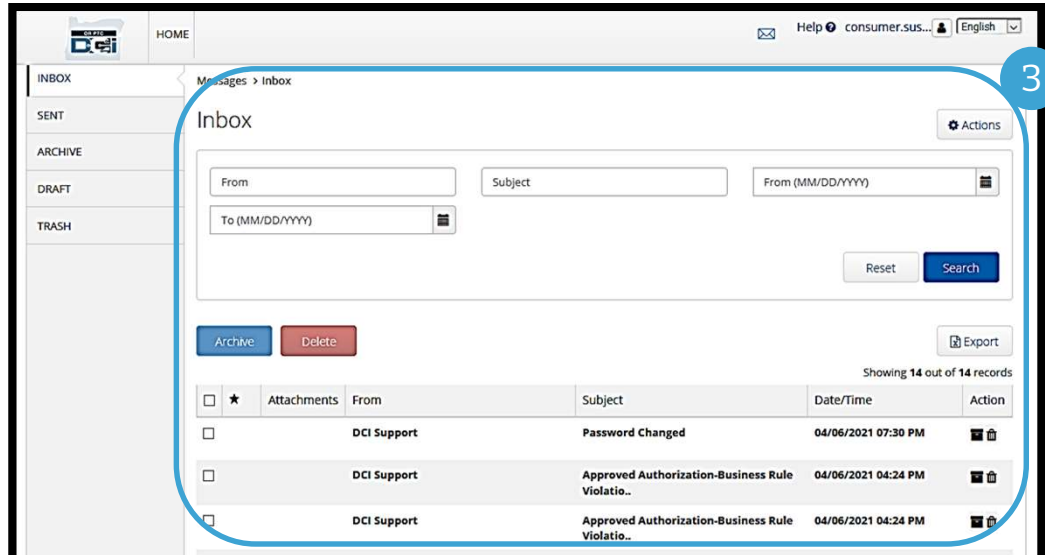 OR PTC
DCi
HOME
Help consumer.sus... English
3
INBOX
SENT
ARCHIVE
DRAFT
TRASH
Messages > Inbox
Inbox
Actions
From
Subject
From (MM/DD/YYYY)
To (MM/DD/YYYY)
Reset
Search
Archive
Delete
Export
Showing 14 out of 14 records
Attachments From Subject Date/Time Action
DCI Support Password Changed 04/06/2021 07:30 PM
DCI Support Approved Authorization-Business Rule 04/06/2021 04:24 PM
Violatio..
DCI Support Approved Authorization-Business Rule 04/06/2021 04:24 PM
Violatio..